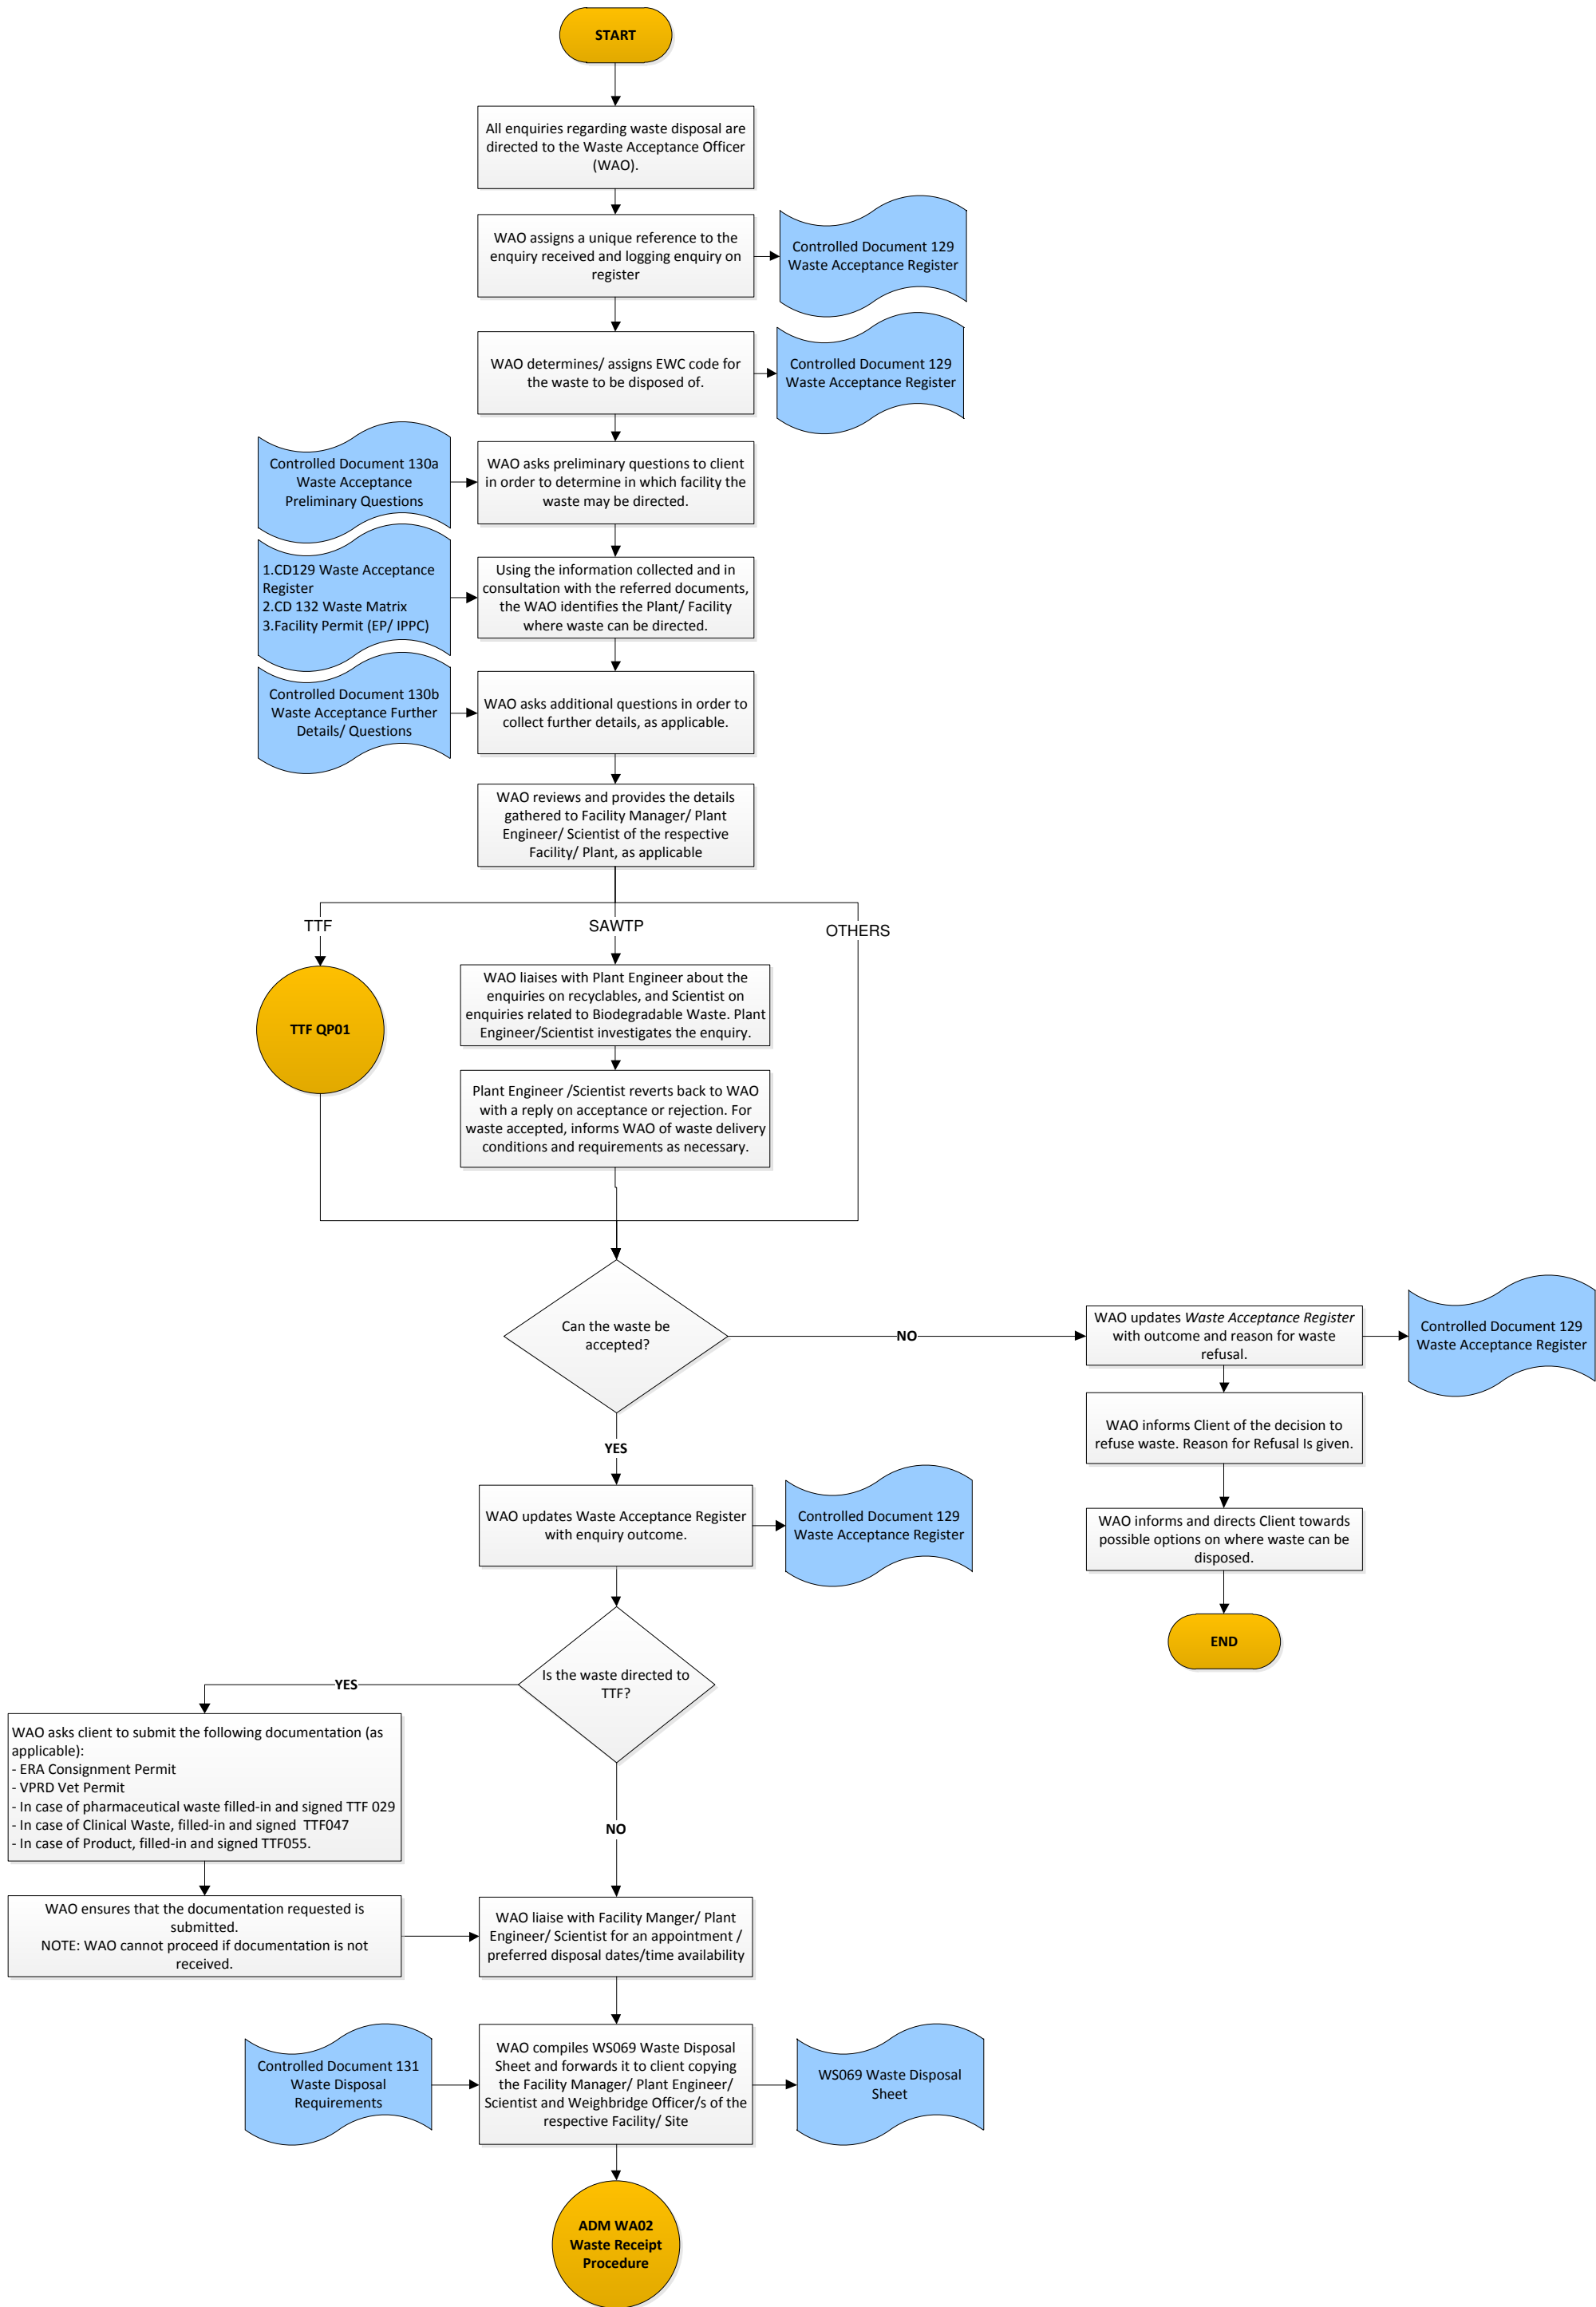 START
All enquiries regarding waste disposal are
directed to the Waste Acceptance Officer
(WAO).
WAO assigns a unique reference to the
enquiry received and logging enquiry on
register
Controlled Document 129
Waste Acceptance Register
WAO determines/ assigns EWC code for
the waste to be disposed of.
Controlled Document 129
Waste Acceptance Register
Controlled Document 130a
Waste Acceptance
Preliminary Questions
WAO asks preliminary questions to client
in order to determine in which facility the
waste may be directed.
1.CD129 Waste Acceptance
Register
2.CD 132 Waste Matrix
3.Facility Permit (EP/ IPPC)
Using the information collected and in
consultation with the referred documents,
the WAO identifies the Plant/ Facility
where waste can be directed.
Controlled Document 130b
Waste Acceptance Further
Details/ Questions
WAO asks additional questions in order to
collect further details, as applicable.
WAO reviews and provides the details
gathered to Facility Manager/ Plant
Engineer/ Scientist of the respective
Facility/ Plant, as applicable
TTF
SAWTP
OTHERS
TTF QP01
WAO liaises with Plant Engineer about the
enquiries on recyclables, and Scientist on
enquiries related to Biodegradable Waste. Plant
Engineer/Scientist investigates the enquiry.
Plant Engineer /Scientist reverts back to WAO
with a reply on acceptance or rejection. For
waste accepted, informs WAO of waste delivery
conditions and requirements as necessary.
Can the waste be
accepted?
NO
WAO updates Waste Acceptance Register
with outcome and reason for waste
refusal.
Controlled Document 129
Waste Acceptance Register
WAO informs Client of the decision to
refuse waste. Reason for Refusal Is given.
WAO informs and directs Client towards
possible options on where waste can be
disposed.
END
YES
WAO updates Waste Acceptance Register
with enquiry outcome.
Controlled Document 129
Waste Acceptance Register
Is the waste directed to
TTF?
YES
WAO asks client to submit the following documentation (as
applicable):
- ERA Consignment Permit
- VPRD Vet Permit
- In case of pharmaceutical waste filled-in and signed TTF 029
- In case of Clinical Waste, filled-in and signed  TTF047
- In case of Product, filled-in and signed TTF055.
NO
WAO ensures that the documentation requested is
submitted.
NOTE: WAO cannot proceed if documentation is not
received.
WAO liaise with Facility Manger/ Plant
Engineer/ Scientist for an appointment /
preferred disposal dates/time availability
Controlled Document 131
Waste Disposal
Requirements
WAO compiles WS069 Waste Disposal
Sheet and forwards it to client copying
the Facility Manager/ Plant Engineer/
Scientist and Weighbridge Officer/s of the
respective Facility/ Site
WS069 Waste Disposal
Sheet
ADM WA02
Waste Receipt
Procedure